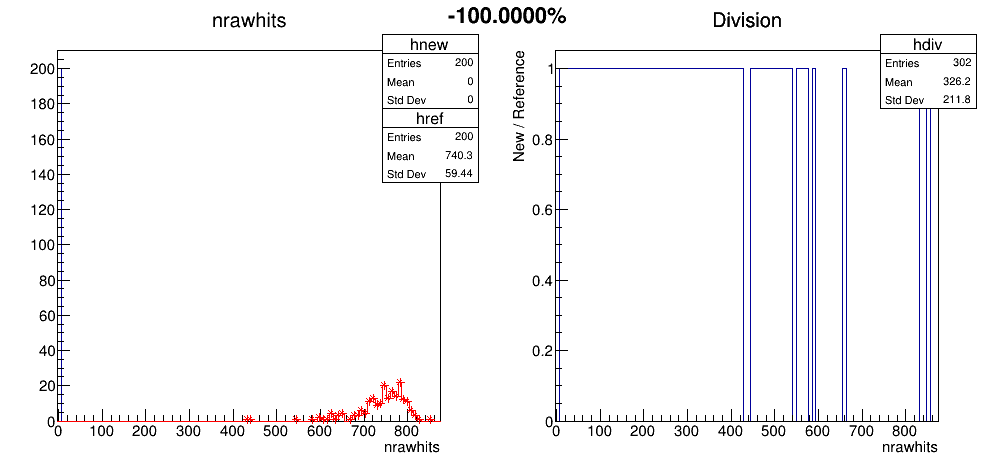 -100.0000%
nrawhits
hnew
Entries 200
Mean 0
Std Dev 0
href
Entries 200
Mean 740.3
Std Dev 59.44
200
180
160
140
120
100
80
60
40
20
0
0 100 200 300 400 500 600 700 800
nrawhits
Division
hdiv
Entries 302
Mean 326.2
Std Dev 211.8
New / Reference
1
0.8
0.6
0.4
0.2
0
0 100 200 300 400 500 600 700 800
nrawhits